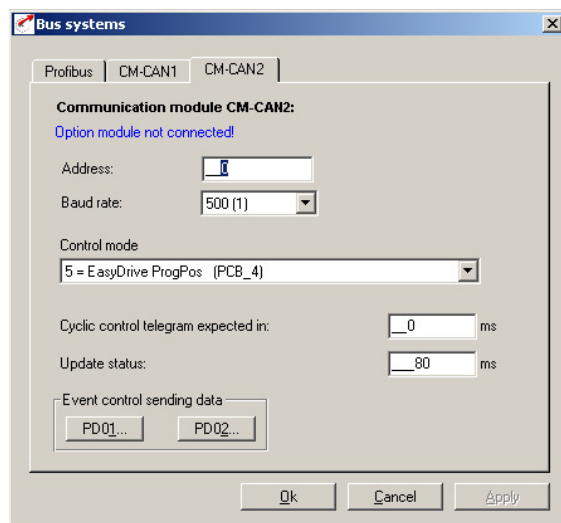 Bus systems
Profibus CM-CAN1 CM-CAN2
Communication module CM-CAN2:
Option module not connected!
Address: __0
Baud rate: 500 (1)
Control mode
5 = EasyDrive ProgPos (PCB_4)
Cyclic control telegram expected in: __0 ms
Update status: ___80 ms
Event control sending data
PD01... PD02...
Ok Cancel Apply